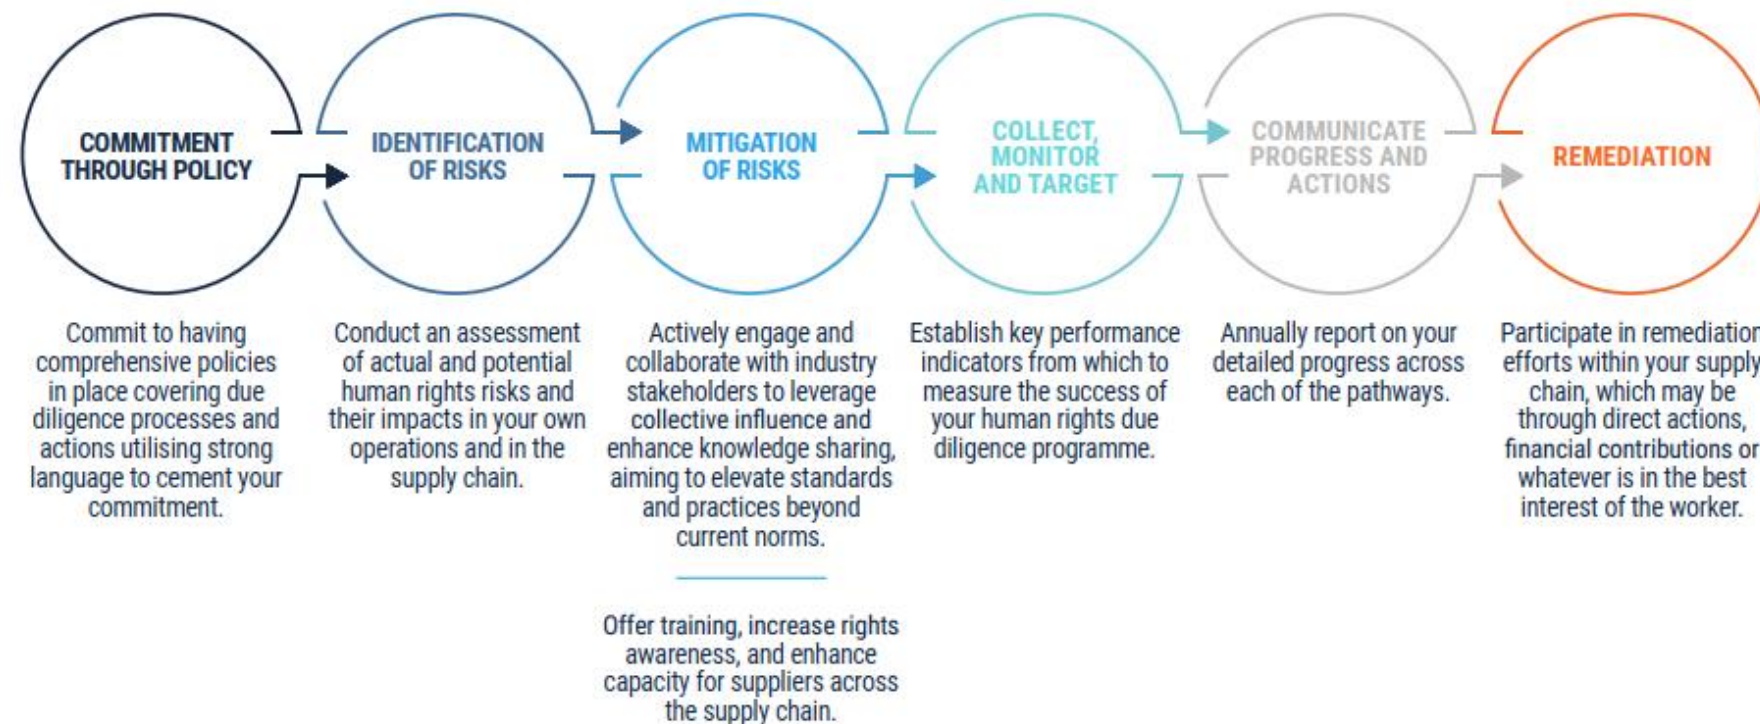 COMMITMENT
THROUGH POLICY
Commit to having
comprehensive policies
in place covering due
diligence processes and
actions utilising strong
language to cement your
commitment.
IDENTIFICATION
OF RISKS
Conduct an assessment
of actual and potential
human rights risks and
their impacts in your own
operations and in the
supply chain.
MITIGATION
OF RISKS
Actively engage and
collaborate with industry
stakeholders to leverage
collective influence and
enhance knowledge sharing,
aiming to elevate standards
and practices beyond
current norms.
Offer training, increase rights
awareness, and enhance
capacity for suppliers across
the supply chain.
COLLECT,
MONITOR
AND TARGET
Establish key performance
indicators from which to
measure the success of
your human rights due
diligence programme.
COMMUNICATE
PROGRESS AND
ACTIONS
Annually report on your
detailed progress across
each of the pathways.
REMEDIATION
Participate in remediation
efforts within your supply
chain, which may be
through direct actions,
financial contributions or
whatever is in the best
interest of the worker.